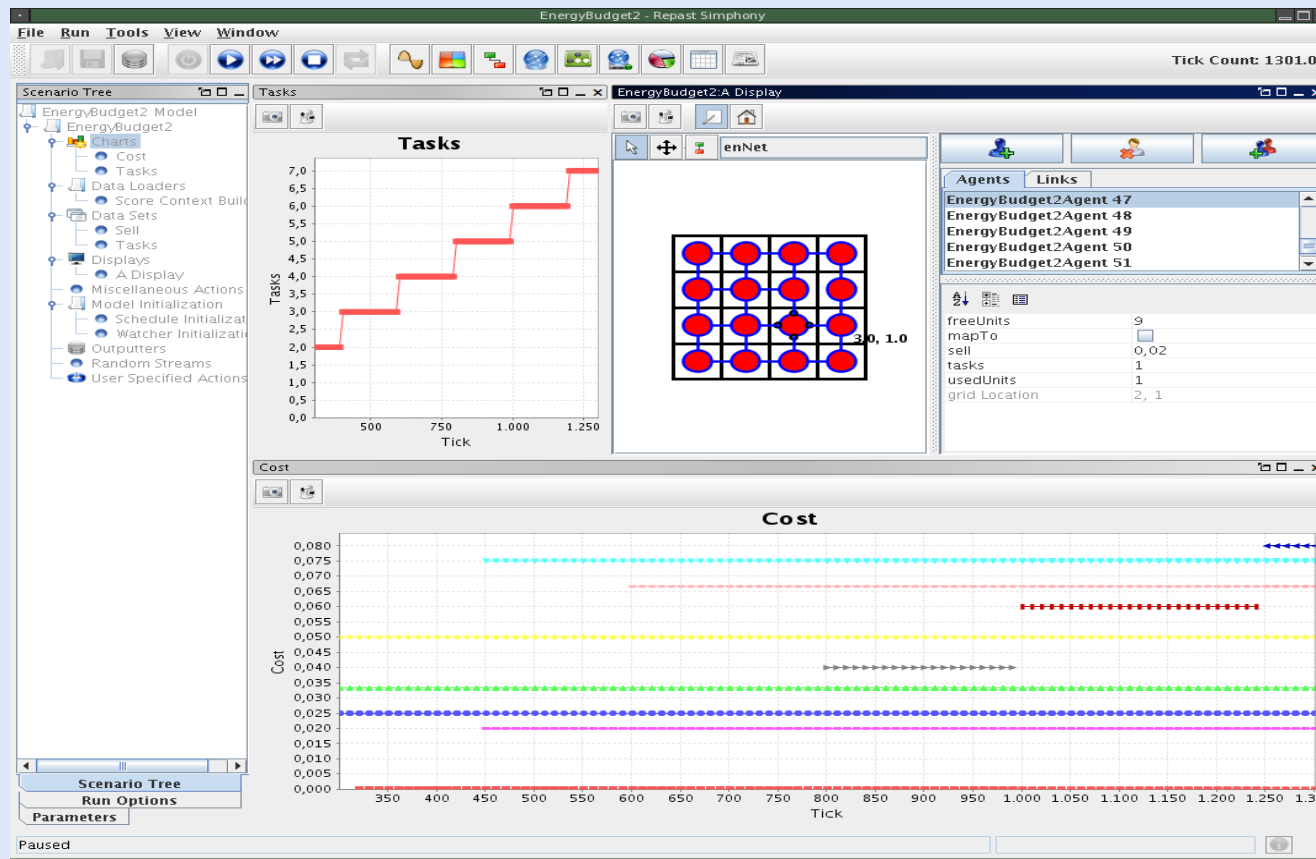 EnergyBudget2 - Repast Simphony
File Run Tools View Window
Tick Count: 1301.0
Scenario Tree
EnergyBudget2 Model
EnergyBudget2
Charts
Cost
Tasks
Data Loaders
Score Context Build
Data Sets
Sell
Tasks
Displays
A Display
Miscellaneous Actions
Model Initialization
Schedule Initializat
Watcher Initializati
Outputters
Random Streams
User Specified Actions
Scenario Tree
Run Options
Parameters
Tasks
Tasks
7,0
6,5
6,0
5,5
5,0
4,5
4,0
3,5
3,0
2,5
2,0
1,5
1,0
0,5
0,0
Tasks
500 750 1.000 1.250
Tick
EnergyBudget2:A Display
enNet
3.0, 1.0
Agents Links
EnergyBudget2Agent 47
EnergyBudget2Agent 48
EnergyBudget2Agent 49
EnergyBudget2Agent 50
EnergyBudget2Agent 51
freeUnits 9
mapTo
sell 0,02
tasks 1
usedUnits 1
grid Location 2, 1
Cost
Cost
0,080
0,075
0,070
0,065
0,060
0,055
0,050
0,045
0,040
0,035
0,030
0,025
0,020
0,015
0,010
0,005
0,000
Cost
350 400 450 500 550 600 650 700 750 800 850 900 950 1.000 1.050 1.100 1.150 1.200 1.250 1.3
Tick
Paused